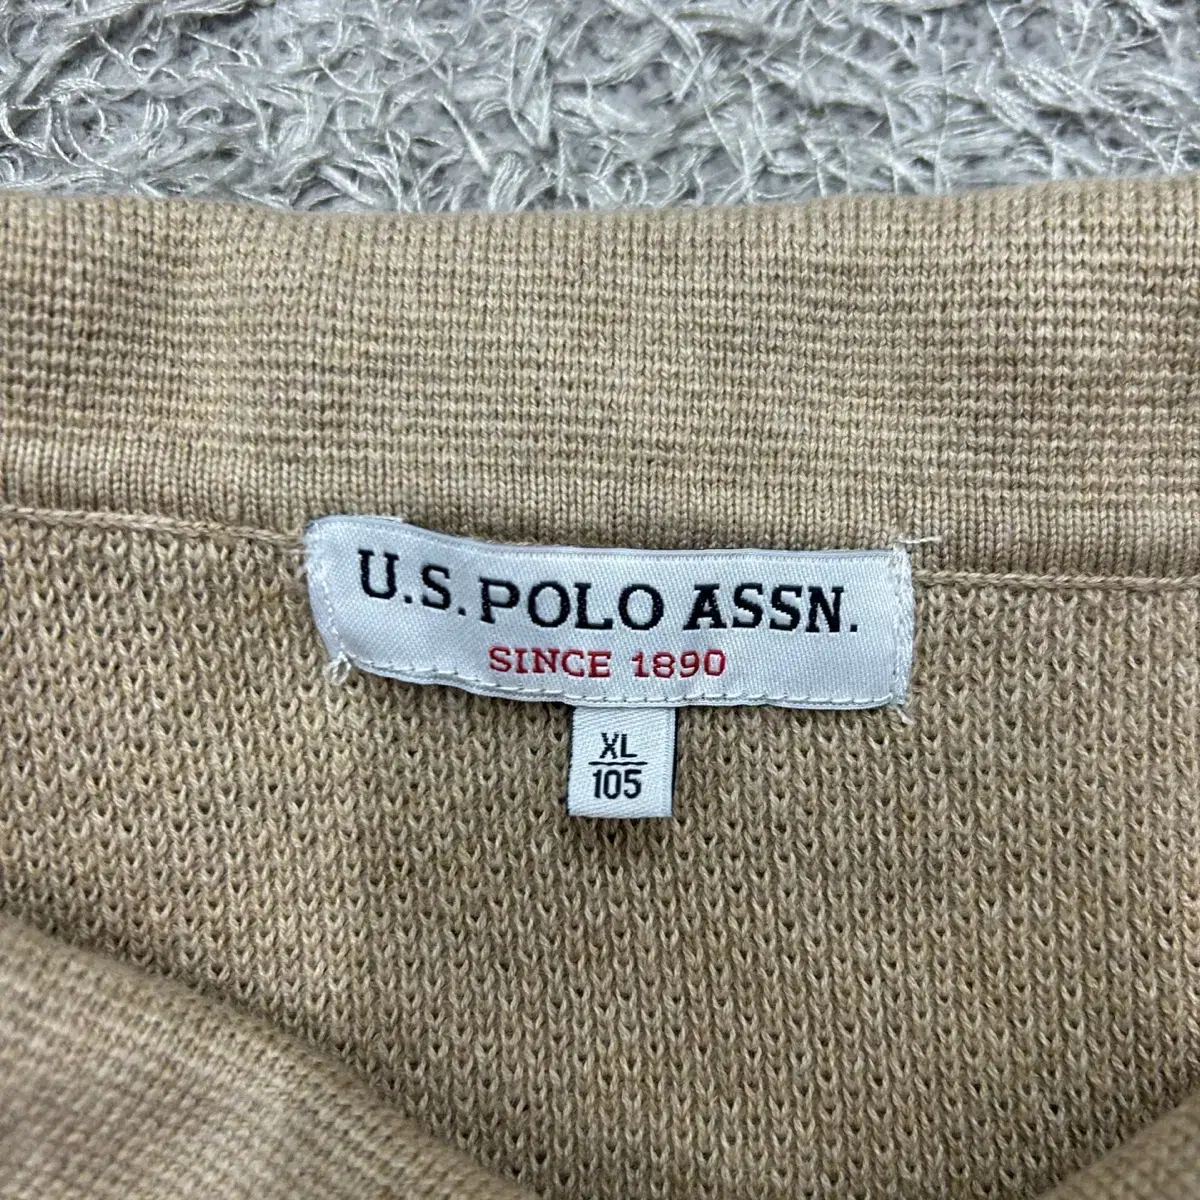 U.S. POLO ASSN.
SINCE 1890
XL
105